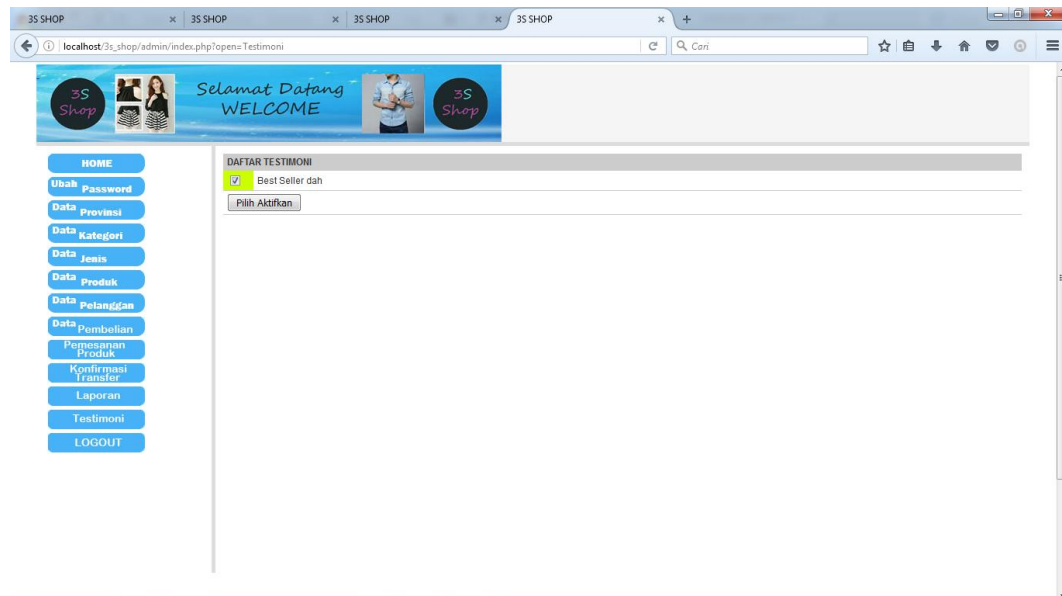 3S SHOP
3S SHOP
3S SHOP
3S SHOP
localhost/3s_shop/admin/index.php?open=Testimoni
Cari
3S
Shop
Selamat Datang
WELCOME
3S
Shop
HOME
Ubah Password
Data Provinsi
Data Kategori
Data Jenis
Data Produk
Data Pelanggan
Data Pembelian
Pemesanan
Produk
Konfirmasi
Transfer
Laporan
Testimoni
LOGOUT
DAFTAR TESTIMONI
Best Seller dah
Pilih Aktifkan